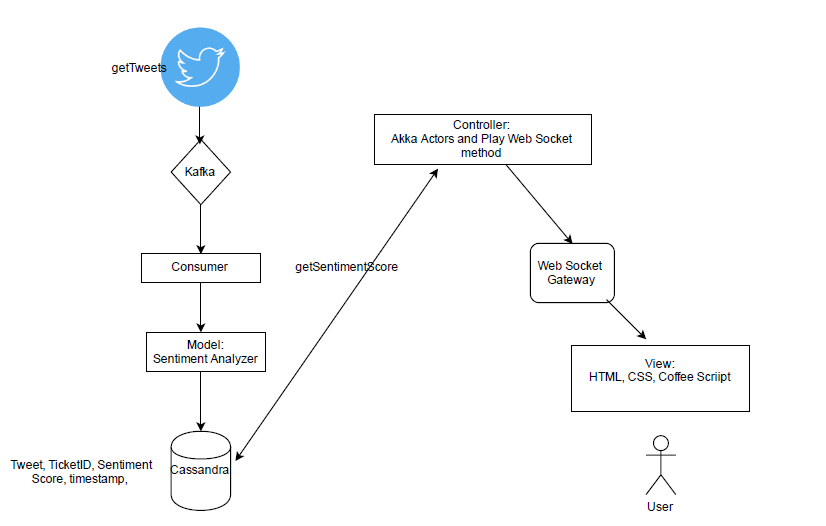 getTweets
Kafka
Consumer
Model:
Sentiment Analyzer
Cassandra
Tweet, TicketID, Sentiment
Score, timestamp,
getSentimentScore
Controller:
Akka Actors and Play Web Socket
method
Web Socket
Gateway
View:
HTML, CSS, Coffee Scriipt
User